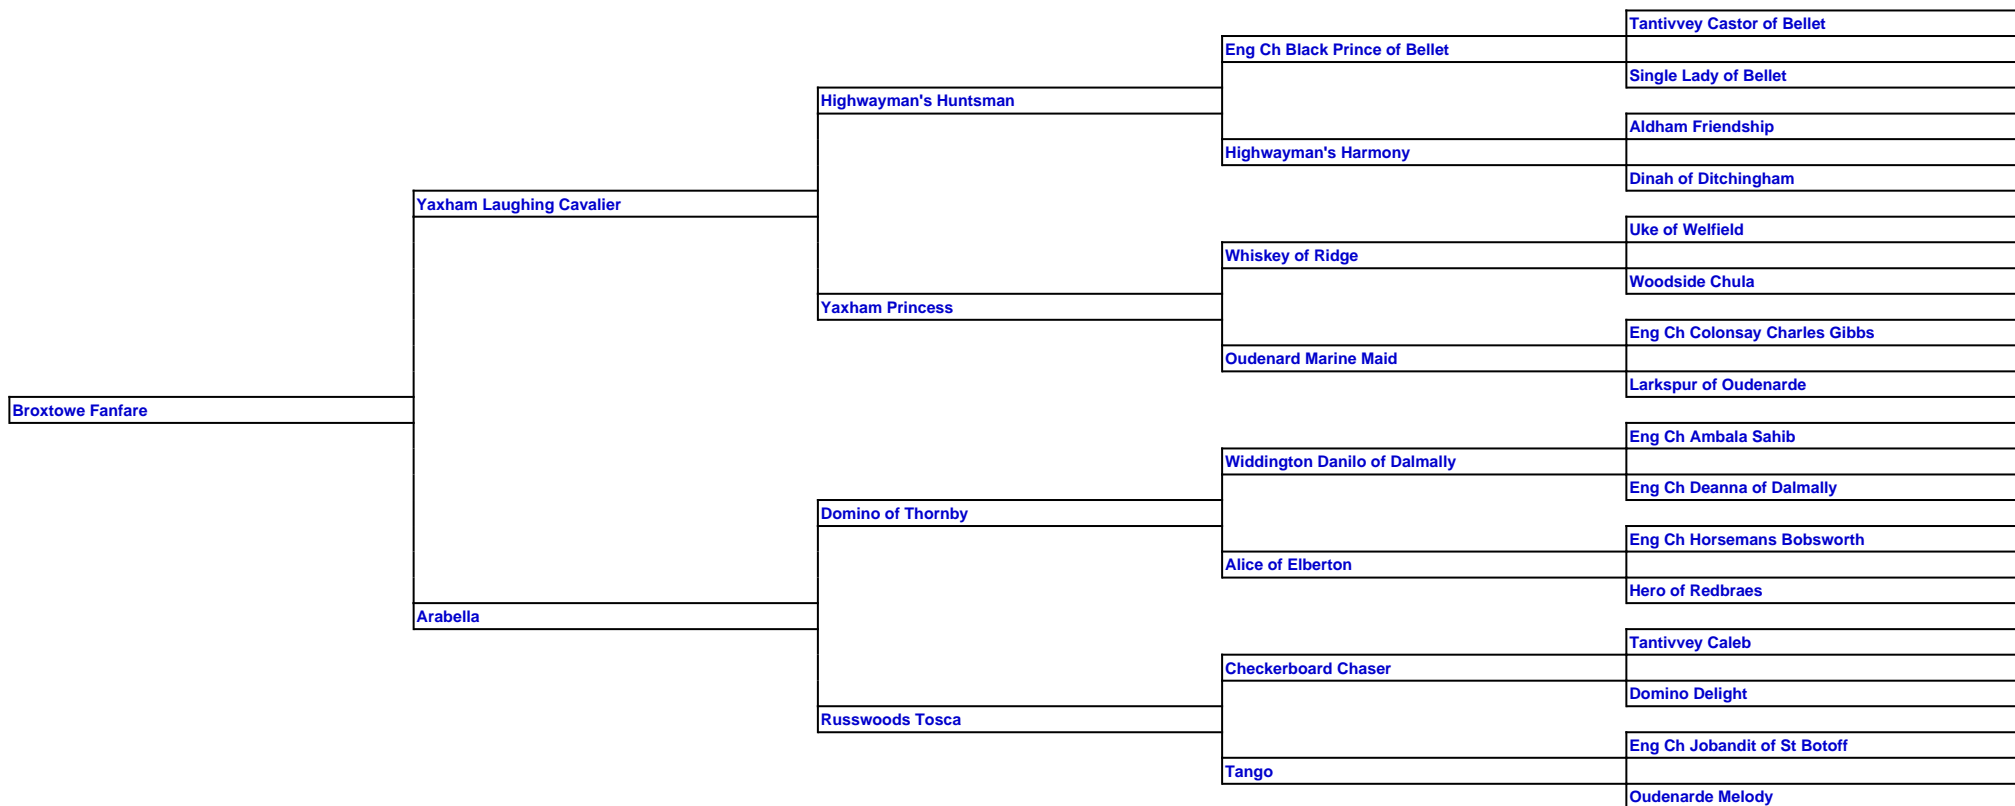 Tantivvey Castor of Bellet
Eng Ch Black Prince of Bellet
Single Lady of Bellet
Highwayman's Huntsman
Aldham Friendship
Highwayman's Harmony
Dinah of Ditchingham
Yaxham Laughing Cavalier
Uke of Welfield
Whiskey of Ridge
Woodside Chula
Yaxham Princess
Eng Ch Colonsay Charles Gibbs
Oudenard Marine Maid
Larkspur of Oudenarde
Broxtowe Fanfare
Eng Ch Ambala Sahib
Widdington Danilo of Dalmally
Eng Ch Deanna of Dalmally
Domino of Thornby
Eng Ch Horsemans Bobsworth
Alice of Elberton
Hero of Redbraes
Arabella
Tantivvey Caleb
Checkerboard Chaser
Domino Delight
Russwoods Tosca
Eng Ch Jobandit of St Botoff
Tango
Oudenarde Melody